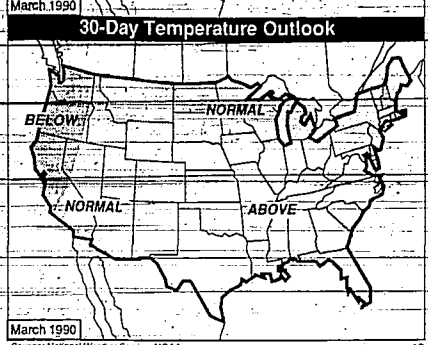 March 1990
30-Day Temperature Outlook
NORMAL
BELOW
NORMAL
ABOVE
March 1990